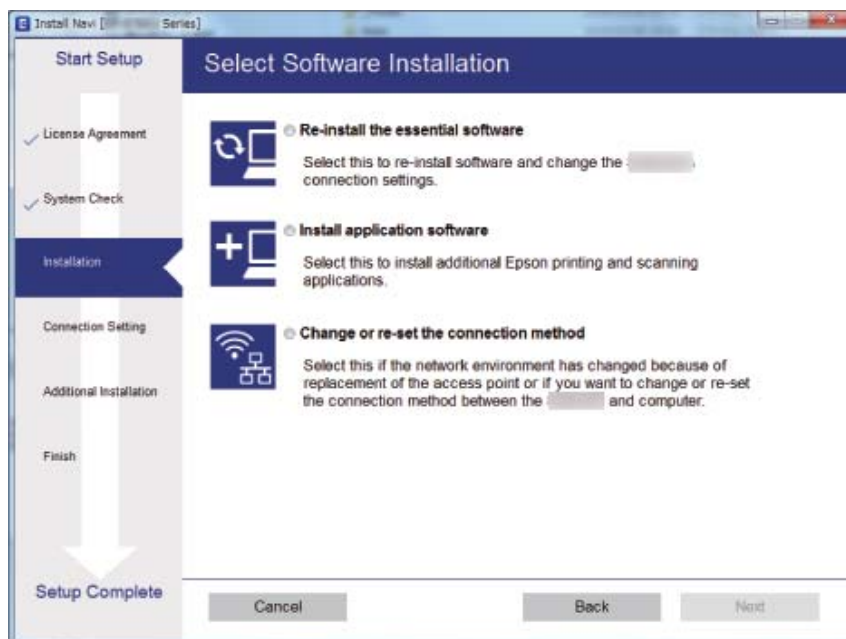 Install Navi [ Series]
Start Setup
License Agreement
System Check
Installation
Connection Setting
Additional Installation
Finish
Setup Complete
Select Software Installation
Re-install the essential software
Select this to re-install software and change the
connection settings.
Install application software
Select this to install additional Epson printing and scanning
applications.
Change or re-set the connection method
Select this if the network environment has changed because of
replacement of the access point or if you want to change or re-set
the connection method between the and computer.
Cancel
Back
Next